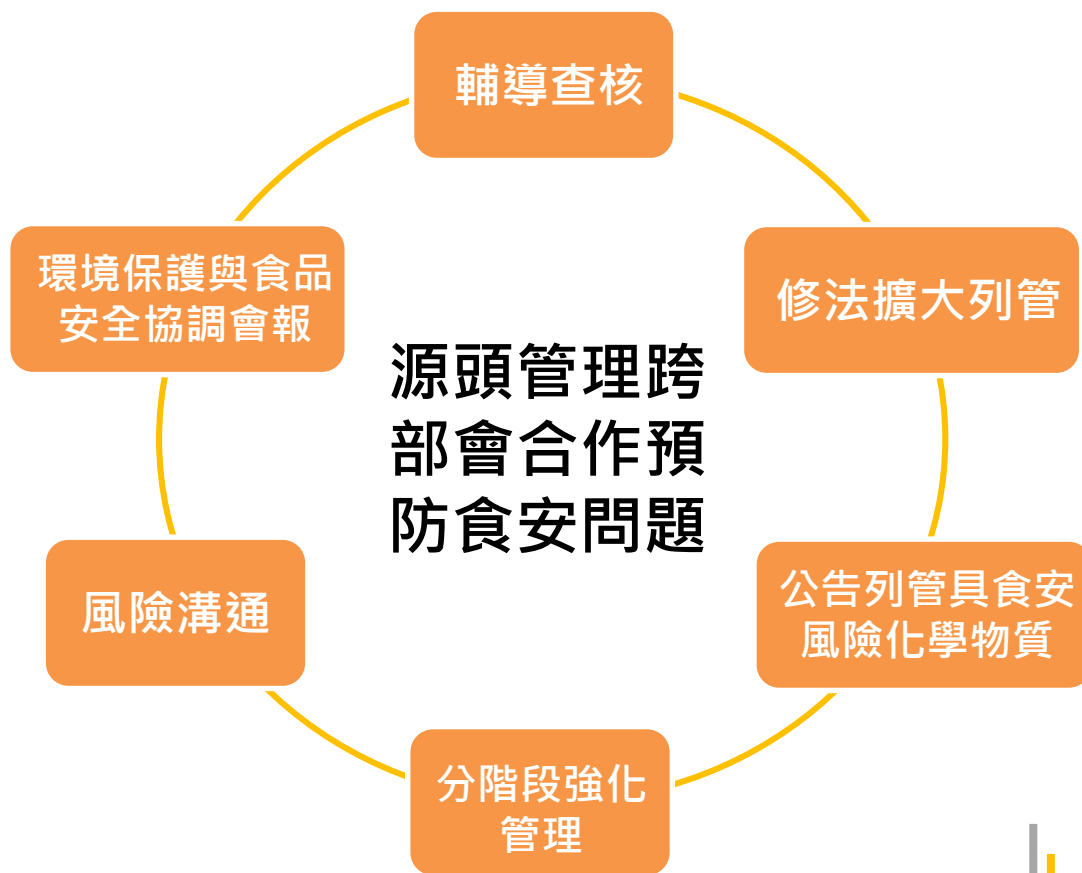 輔導查核
修法擴大列管
公告列管具食安
風險化學物質
分階段強化
管理
風險溝通
環境保護與食品
安全協調會報
源頭管理跨
部會合作預
防食安問題